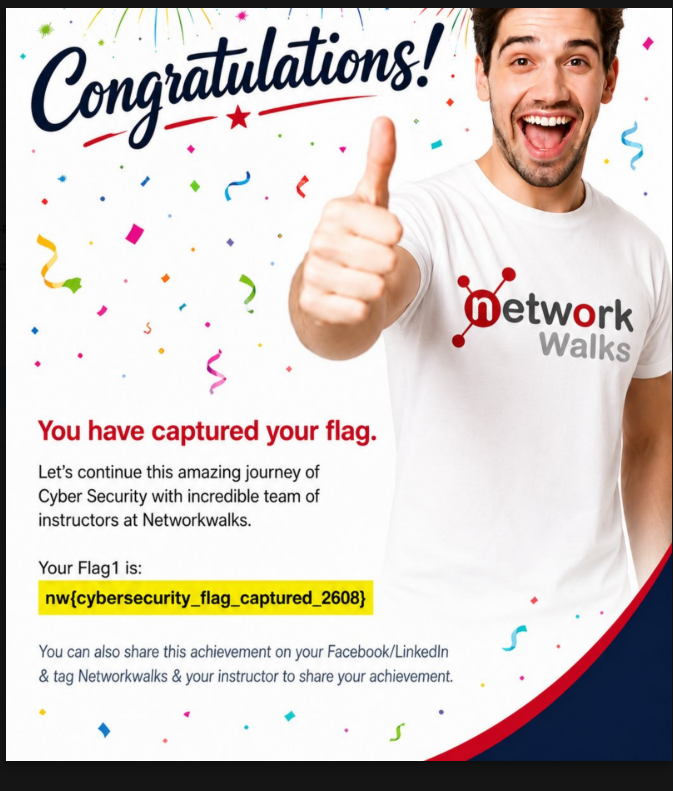 Congratulations!
network
Walks
You have captured your flag.
Let's continue this amazing journey of
Cyber Security with incredible team of
instructors at Networkwalks.
Your Flag1 is:
nw{cybersecurity_flag_captured_2608}
You can also share this achievement on your Facebook/LinkedIn
& tag Networkwalks & your instructor to share your achievement.